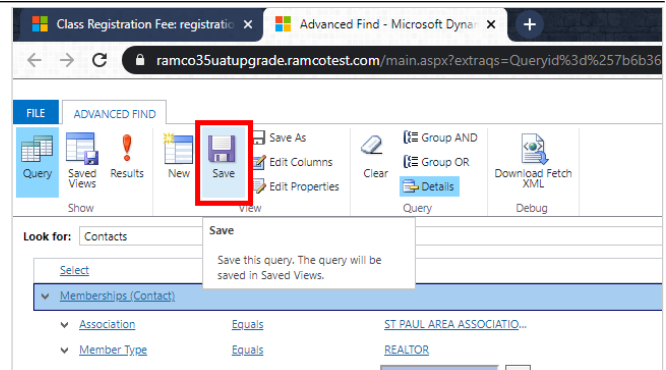 Class Registration Fee: registratio
Advanced Find - Microsoft Dynan
ramco35uatupgrade.ramcotest.com/main.aspx?extraqs=Queryid%3d%257b6b36
FILE ADVANCED FIND
Query
Saved Views
Results
New
Save
Save As
Edit Columns
Edit Properties
Clear
Group AND
Group OR
Details
Download Fetch XML
Show
View
Query
Debug
Look for: Contacts
Save
Save this query. The query will be
saved in Saved Views.
Select
Memberships (Contact)
Association Equals ST PAUL AREA ASSOCIATIO...
Member Type Equals REALTOR